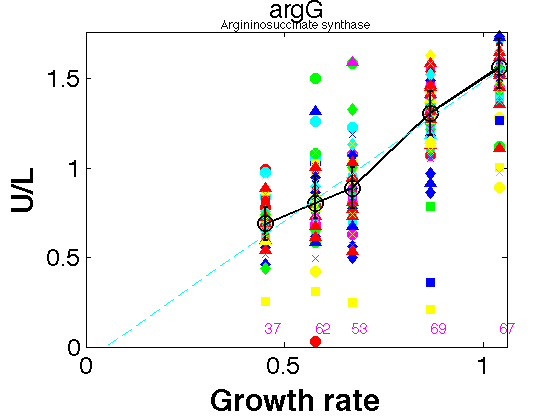 argG
Argininosuccinate synthase
U/L
1.5
1
0.5
0
37 62 53 69 67
0 0.5 1
Growth rate